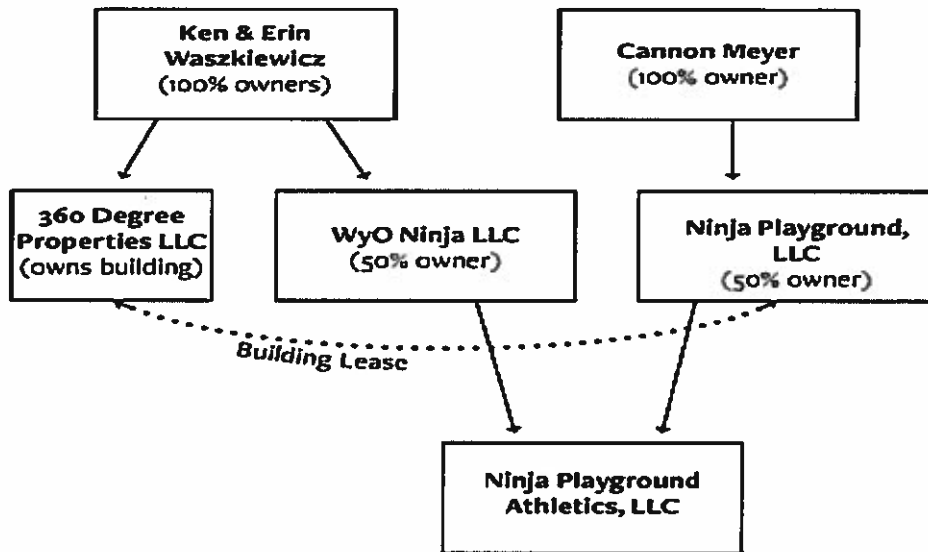 Ken & Erin
Waszkiewicz
(100% owners)
Cannon Meyer
(100% owner)
360 Degree
Properties LLC
(owns building)
WyO Ninja LLC
(50% owner)
Ninja Playground,
LLC
(50% owner)
Building Lease
Ninja Playground
Athletics, LLC